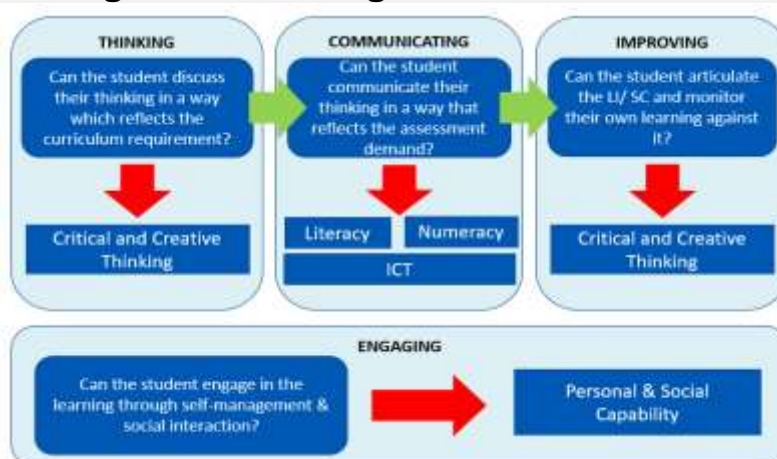 THINKING
Can the student discuss
their thinking in a way
which reflects the
curriculum requirement?
Critical and Creative
Thinking
COMMUNICATING
Can the student
communicate their
thinking in a way that
reflects the assessment
demand?
Literacy
Numeracy
ICT
IMPROVING
Can the student articulate
the LI/ SC and monitor
their own learning against
it?
Critical and Creative
Thinking
ENGAGING
Can the student engage in the
learning through self-management &
social interaction?
Personal & Social
Capability